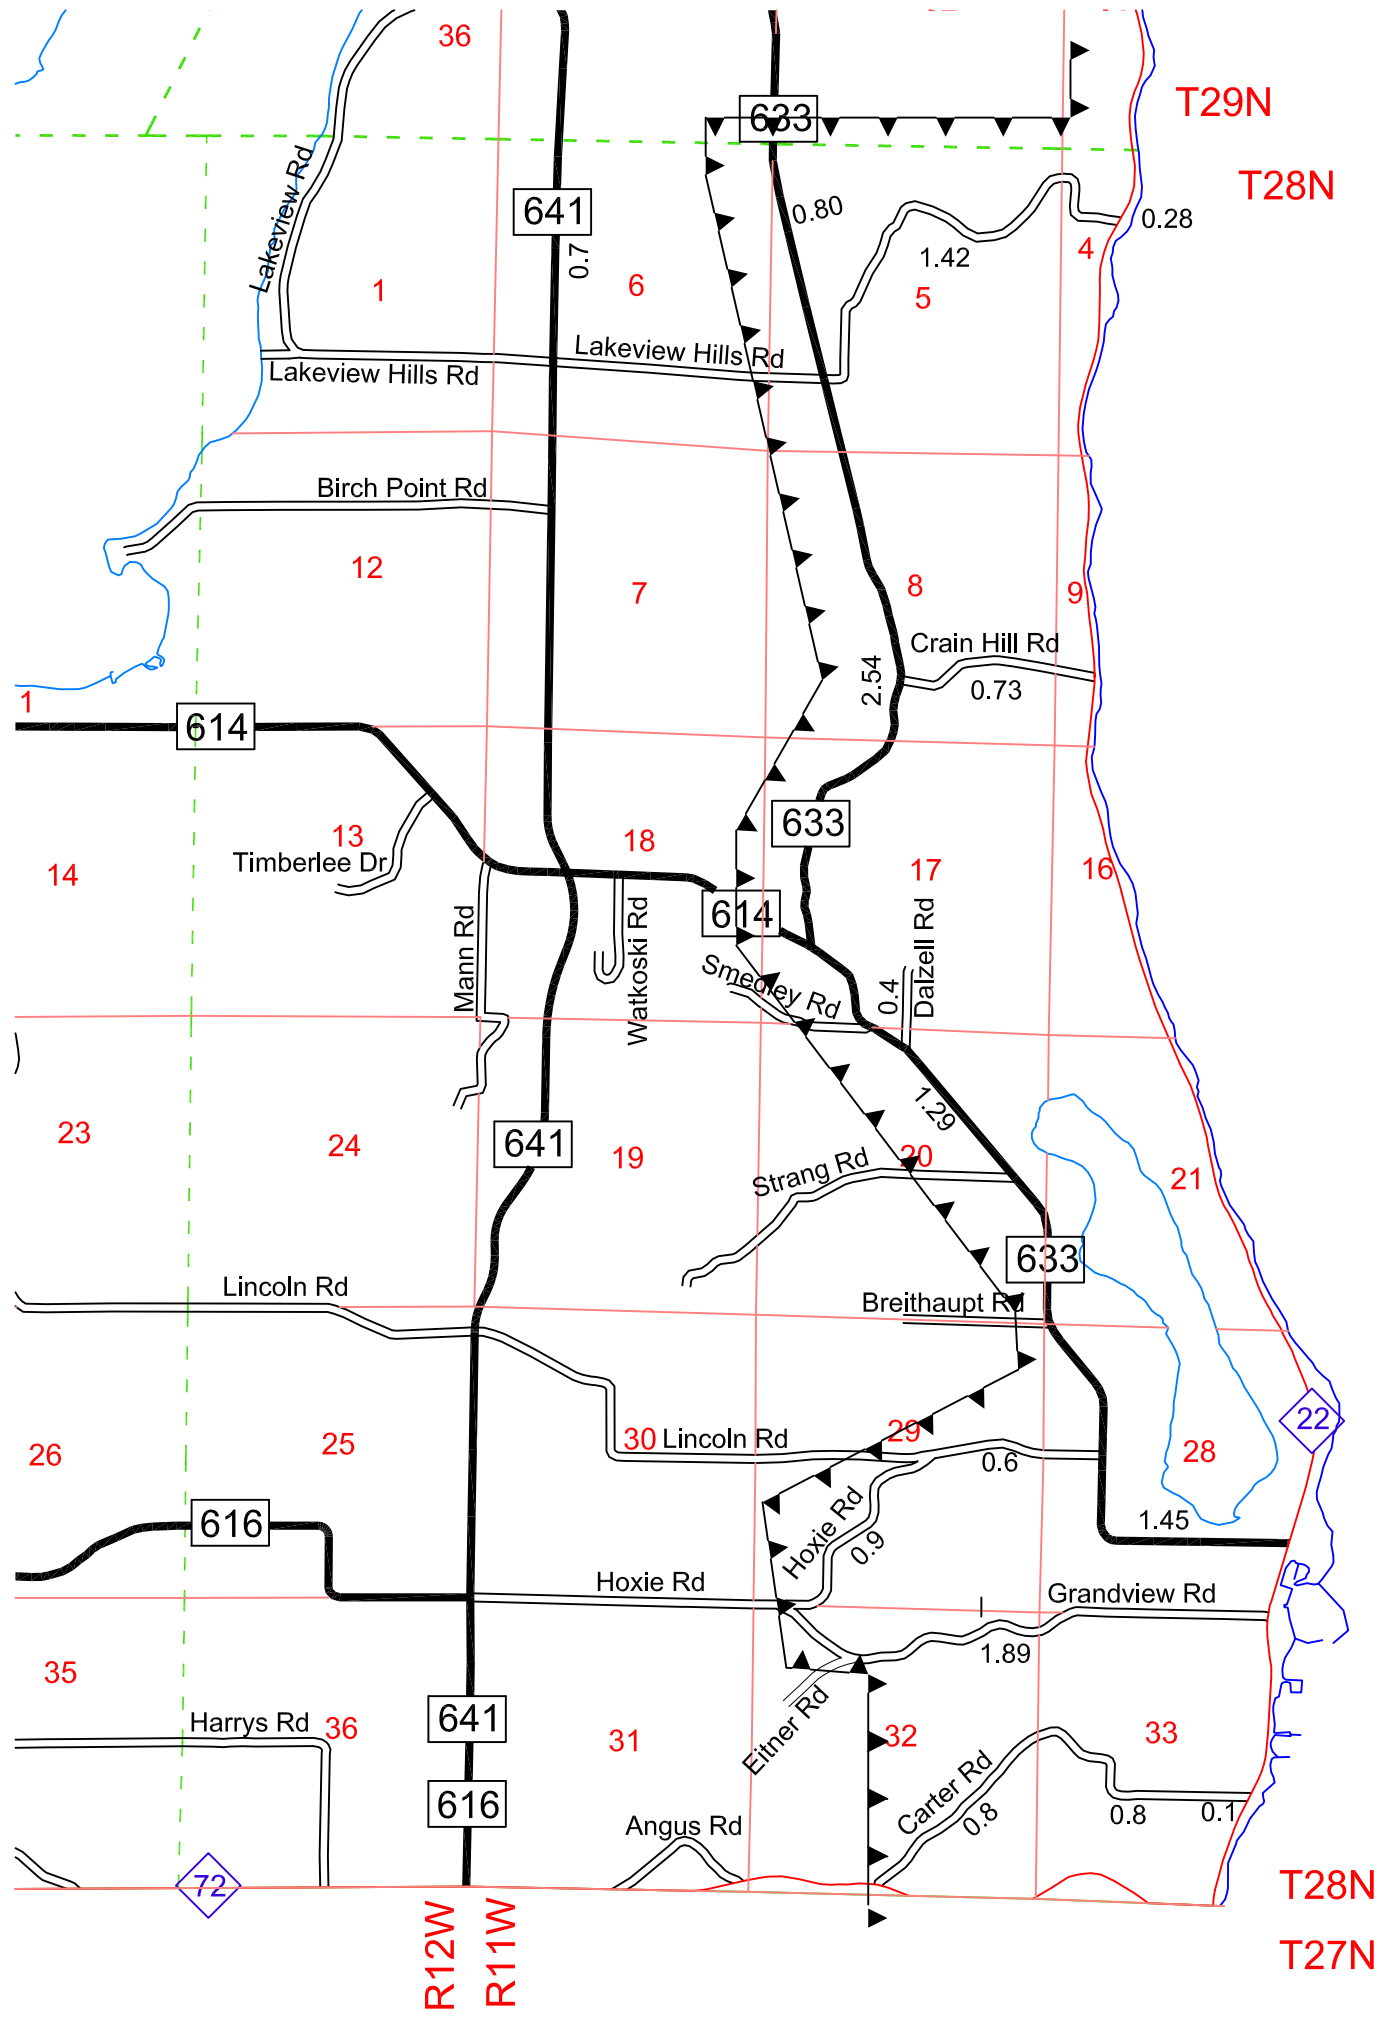 36
T29N
633
T28N
Lakeview Rd
641
0.80
0.28
4
0.7
1.42
1
6
5
Lakeview Hills Rd
Lakeview Hills Rd
Birch Point Rd
12
7
8
9
Crain Hill Rd
2.54
0.73
1
614
633
13
18
Timberlee Dr
14
17
16
614
Mann Rd
Watkoski Rd
Dalzell Rd
Smedley Rd
0.4
1.29
23
24
641
19
20
Strang Rd
21
633
Lincoln Rd
Breithaupt Rd
22
26
25
30
Lincoln Rd
29
28
0.6
616
1.45
Hoxie Rd
0.9
Hoxie Rd
Grandview Rd
1.89
35
Harrys Rd
36
641
31
Eitner Rd
32
33
616
Carter Rd
Angus Rd
0.8
0.8
0.1
72
T28N
R12W
R11W
T27N